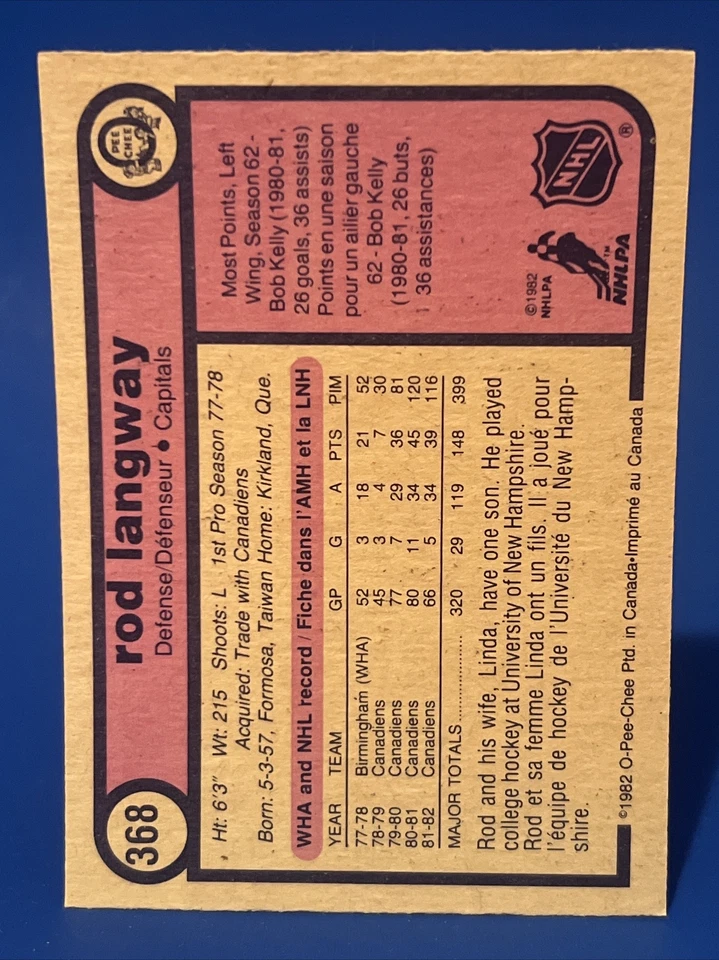 368
rod langway
Defense/Défenseur • Capitals
O PEE CHEE
Ht: 6'3" Wt: 215 Shoots: L 1st Pro Season 77-78
Acquired: Trade with Canadiens
Born: 5-3-57, Formosa, Taiwan Home: Kirkland, Que.
WHA and NHL record / Fiche dans l'AMH et la LNH
YEAR TEAM GP G A PTS PIM
77-78 Birmingham (WHA) 52 3 18 21 52
78-79 Canadiens 45 3 4 7 30
79-80 Canadiens 77 7 29 36 81
80-81 Canadiens 80 11 34 45 120
81-82 Canadiens 66 5 34 39 116
MAJOR TOTALS .................... 320 29 119 148 399
Rod and his wife, Linda, have one son. He played
college hockey at University of New Hampshire.
Rod et sa femme Linda ont un fils. Il a joué pour
l'équipe de hockey de l'Université du New Hamp-
shire.
Most Points, Left
Wing, Season 62 -
Bob Kelly (1980-81,
26 goals, 36 assists)
Points en une saison
pour un ailier gauche
62 - Bob Kelly
(1980-81, 26 buts,
36 assistances)
©1982
NHLPA
NHLPA™
NHL®
©1982 O-Pee-Chee Ptd. in Canada•Imprimé au Canada